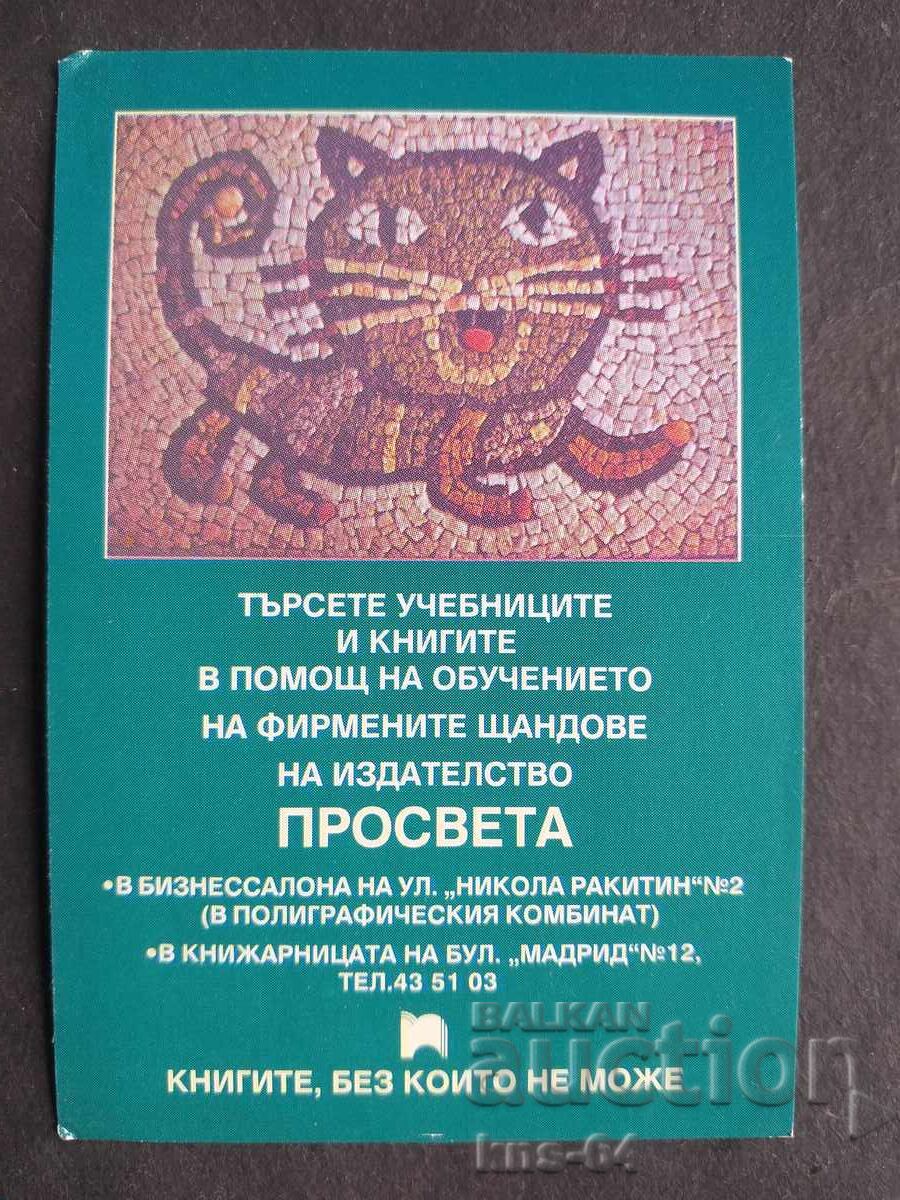 ТЪРСЕТЕ УЧЕБНИЦИТЕ
И КНИГИТЕ
В ПОМОЩ НА ОБУЧЕНИЕТО
НА ФИРМЕНИТЕ ЩАНДОВЕ
НА ИЗДАТЕЛСТВО
ПРОСВЕТА
•В БИЗНЕССАЛОНА НА УЛ. „НИКОЛА РАКИТИН“№2
(В ПОЛИГРАФИЧЕСКИЯ КОМБИНАТ)
•В КНИЖАРНИЦАТА НА БУЛ. „МАДРИД“№12,
ТЕЛ.43 51 03
КНИГИТЕ, БЕЗ КОИТО НЕ МОЖЕ
BALKAN
auction
kns-64